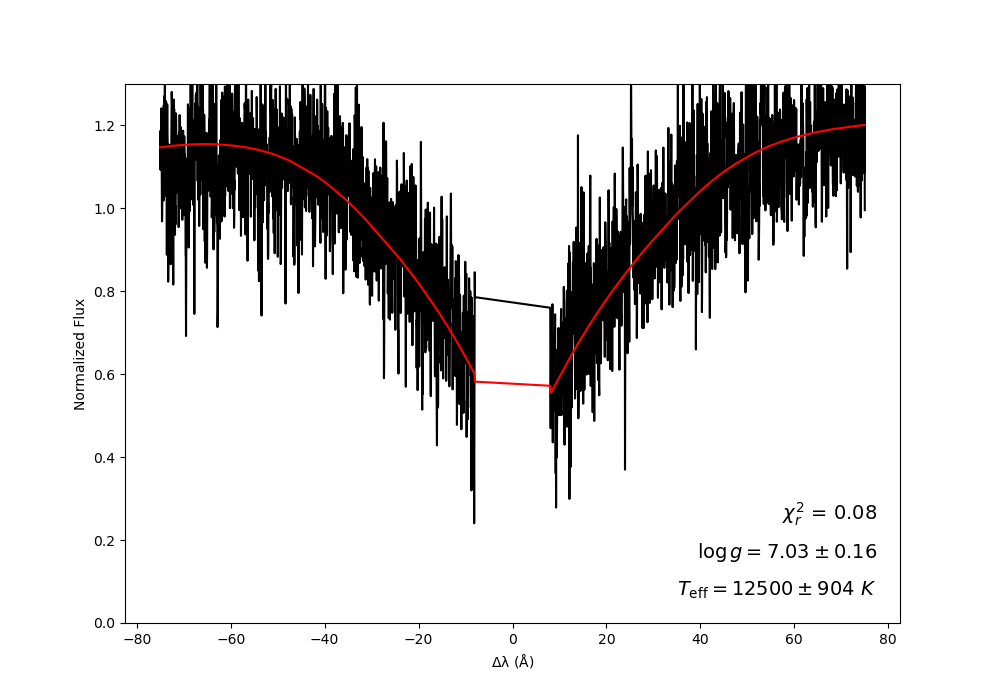 1.2
1.0
0.8
0.6
0.4
0.2
0.0
Normalized Flux
χ²ᵣ = 0.08
log g = 7.03 ± 0.16
T_eff = 12500 ± 904 K
−80 −60 −40 −20 0 20 40 60 80
Δλ (Å)